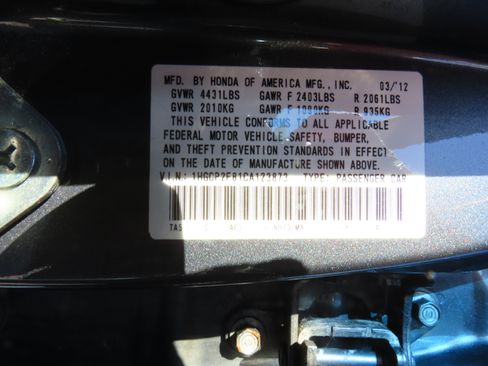 MFD. BY HONDA OF AMERICA MFG., INC. 03/12
GVWR 4431LBS GAWR F 2403LBS R 2061LBS
GVWR 2010KG GAWR F 1090KG R 935KG
THIS VEHICLE CONFORMS TO ALL APPLICABLE
FEDERAL MOTOR VEHICLE SAFETY, BUMPER,
AND THEFT PREVENTION STANDARDS IN EFFECT
ON THE DATE OF MANUFACTURE SHOWN ABOVE.
V.I.N.: 1HGCP2F81CA123873 TYPE: PASSENGER CAR